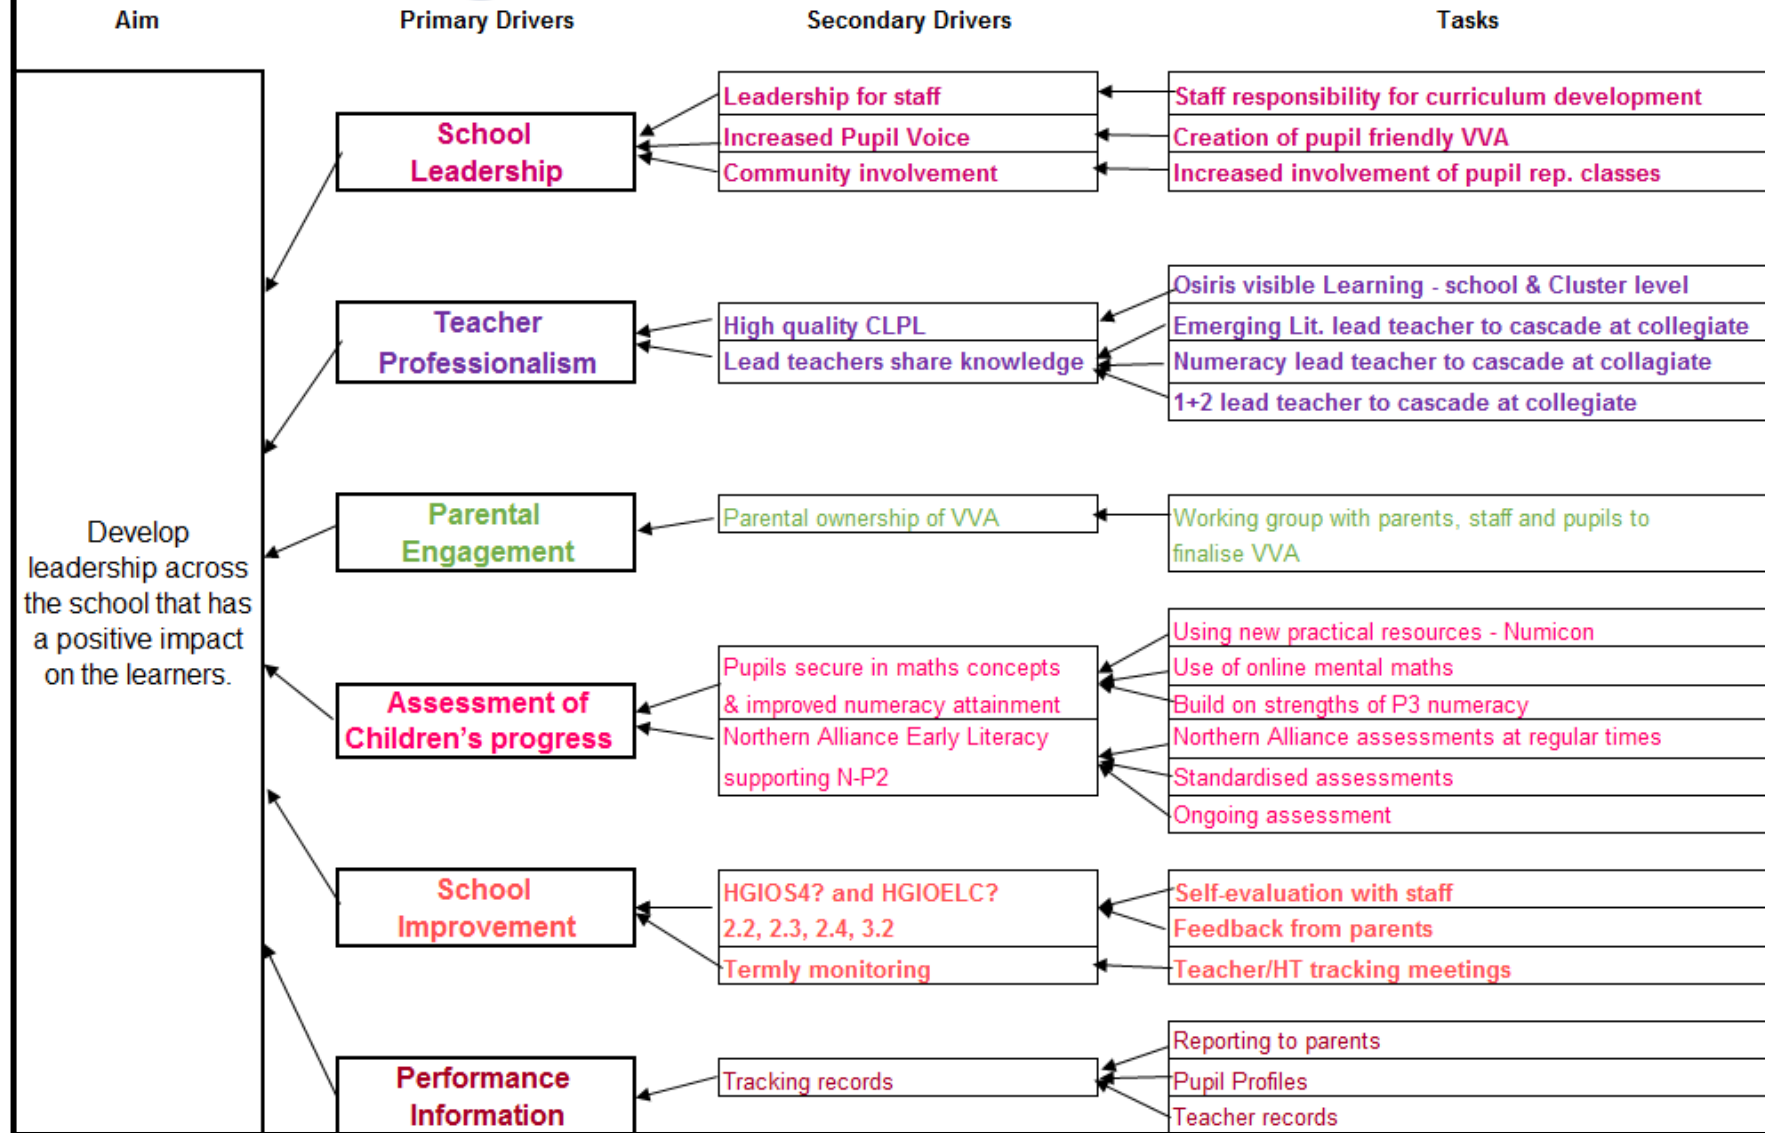 Aim
Primary Drivers
Secondary Drivers
Tasks
Develop
leadership across
the school that has
a positive impact
on the learners.
School
Leadership
Leadership for staff
Increased Pupil Voice
Community involvement
Staff responsibility for curriculum development
Creation of pupil friendly VVA
Increased involvement of pupil rep. classes
Teacher
Professionalism
High quality CLPL
Lead teachers share knowledge
Osiris visible Learning - school & Cluster level
Emerging Lit. lead teacher to cascade at collegiate
Numeracy lead teacher to cascade at collagiate
1+2 lead teacher to cascade at collegiate
Parental
Engagement
Parental ownership of VVA
Working group with parents, staff and pupils to
finalise VVA
Assessment of
Children’s progress
Pupils secure in maths concepts
& improved numeracy attainment
Northern Alliance Early Literacy
supporting N-P2
Using new practical resources - Numicon
Use of online mental maths
Build on strengths of P3 numeracy
Northern Alliance assessments at regular times
Standardised assessments
Ongoing assessment
School
Improvement
HGIOS4? and HGIOELC?
2.2, 2.3, 2.4, 3.2
Termly monitoring
Self-evaluation with staff
Feedback from parents
Teacher/HT tracking meetings
Performance
Information
Tracking records
Reporting to parents
Pupil Profiles
Teacher records